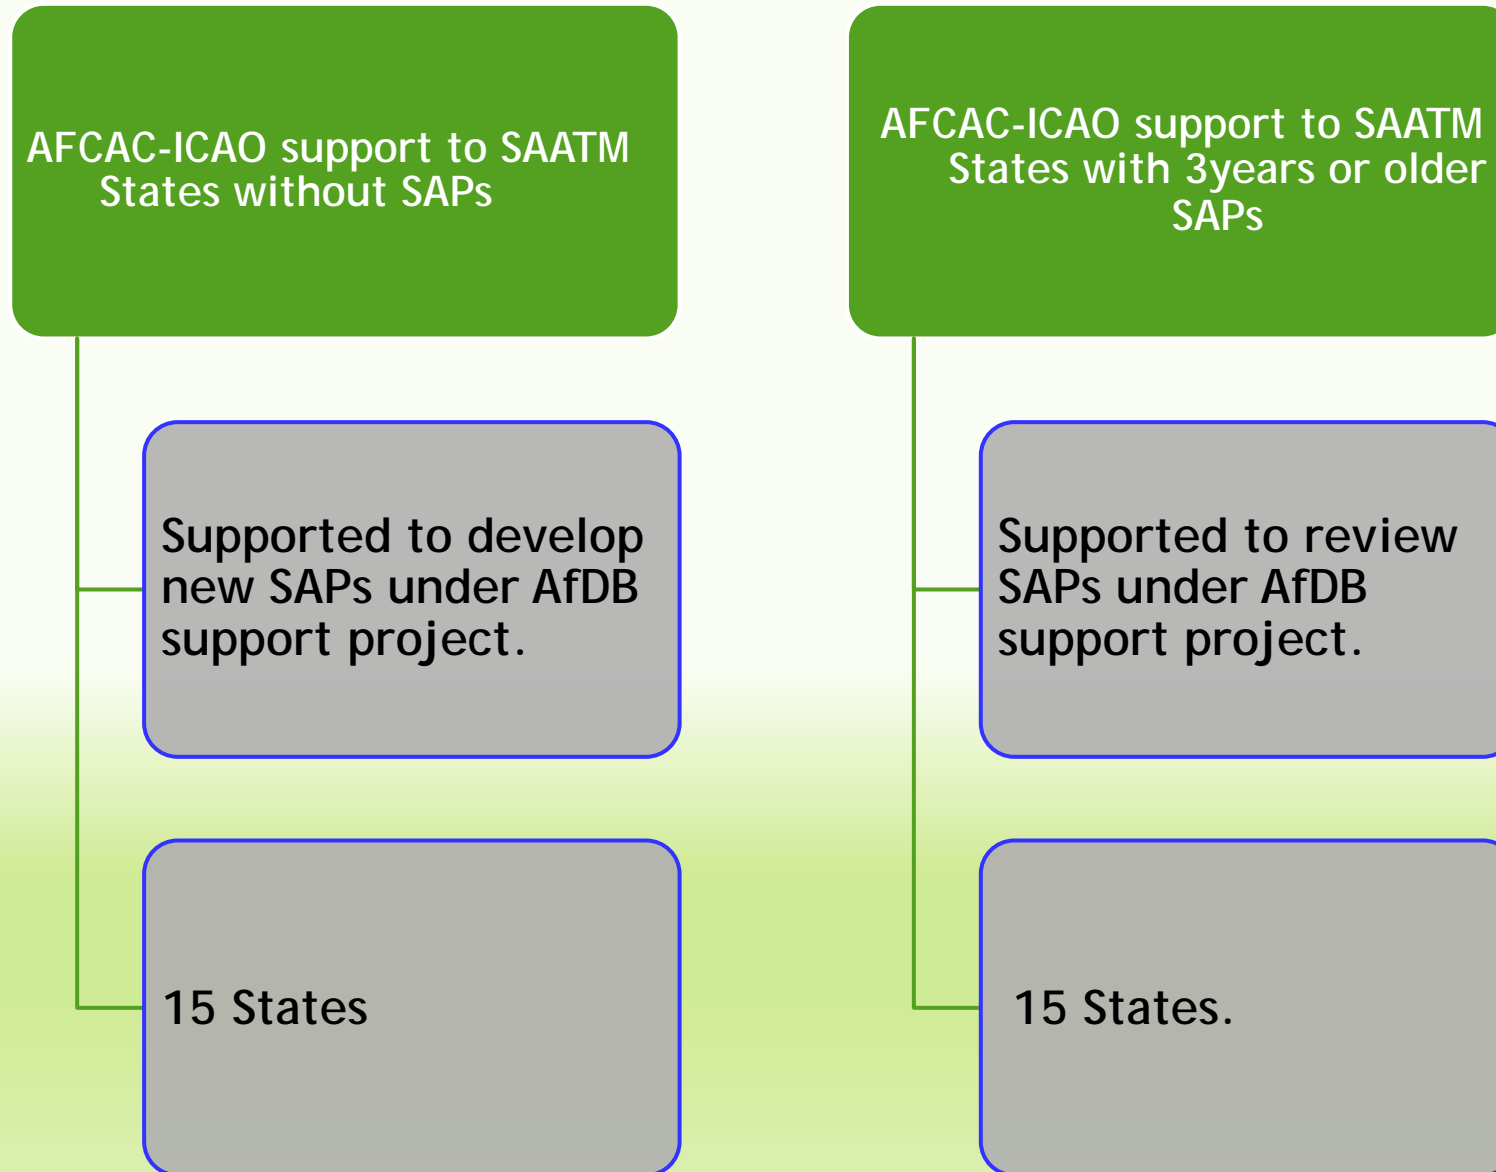 AFCAC-ICAO support to SAATM
States without SAPs
Supported to develop
new SAPs under AfDB
support project.
15 States
AFCAC-ICAO support to SAATM
States with 3years or older
SAPs
Supported to review
SAPs under AfDB
support project.
15 States.